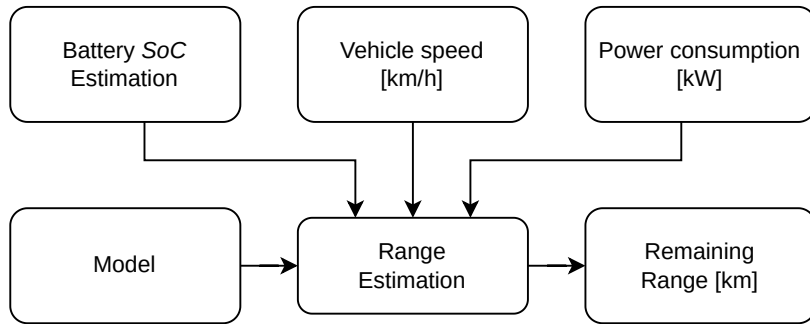 Battery SoC
Estimation
Vehicle speed
[km/h]
Power consumption
[kW]
Model
Range
Estimation
Remaining
Range [km]